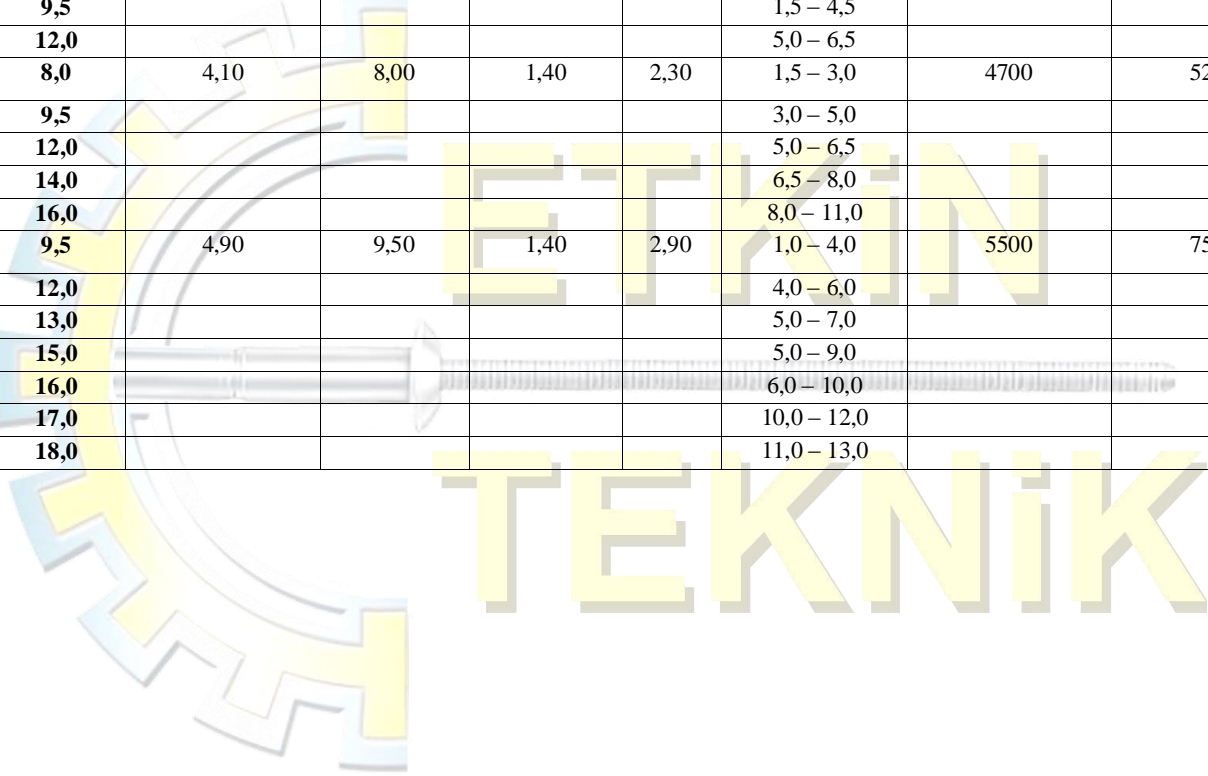 9,5 1,5 – 4,5
12,0 5,0 – 6,5
8,0 4,10 8,00 1,40 2,30 1,5 – 3,0 4700
9,5 3,0 – 5,0
12,0 5,0 – 6,5
14,0 6,5 – 8,0
16,0 8,0 – 11,0
9,5 4,90 9,50 1,40 2,90 1,0 – 4,0 5500
12,0 4,0 – 6,0
13,0 5,0 – 7,0
15,0 5,0 – 9,0
16,0 6,0 – 10,0
17,0 10,0 – 12,0
18,0 11,0 – 13,0
ETKiN
TEKNiK